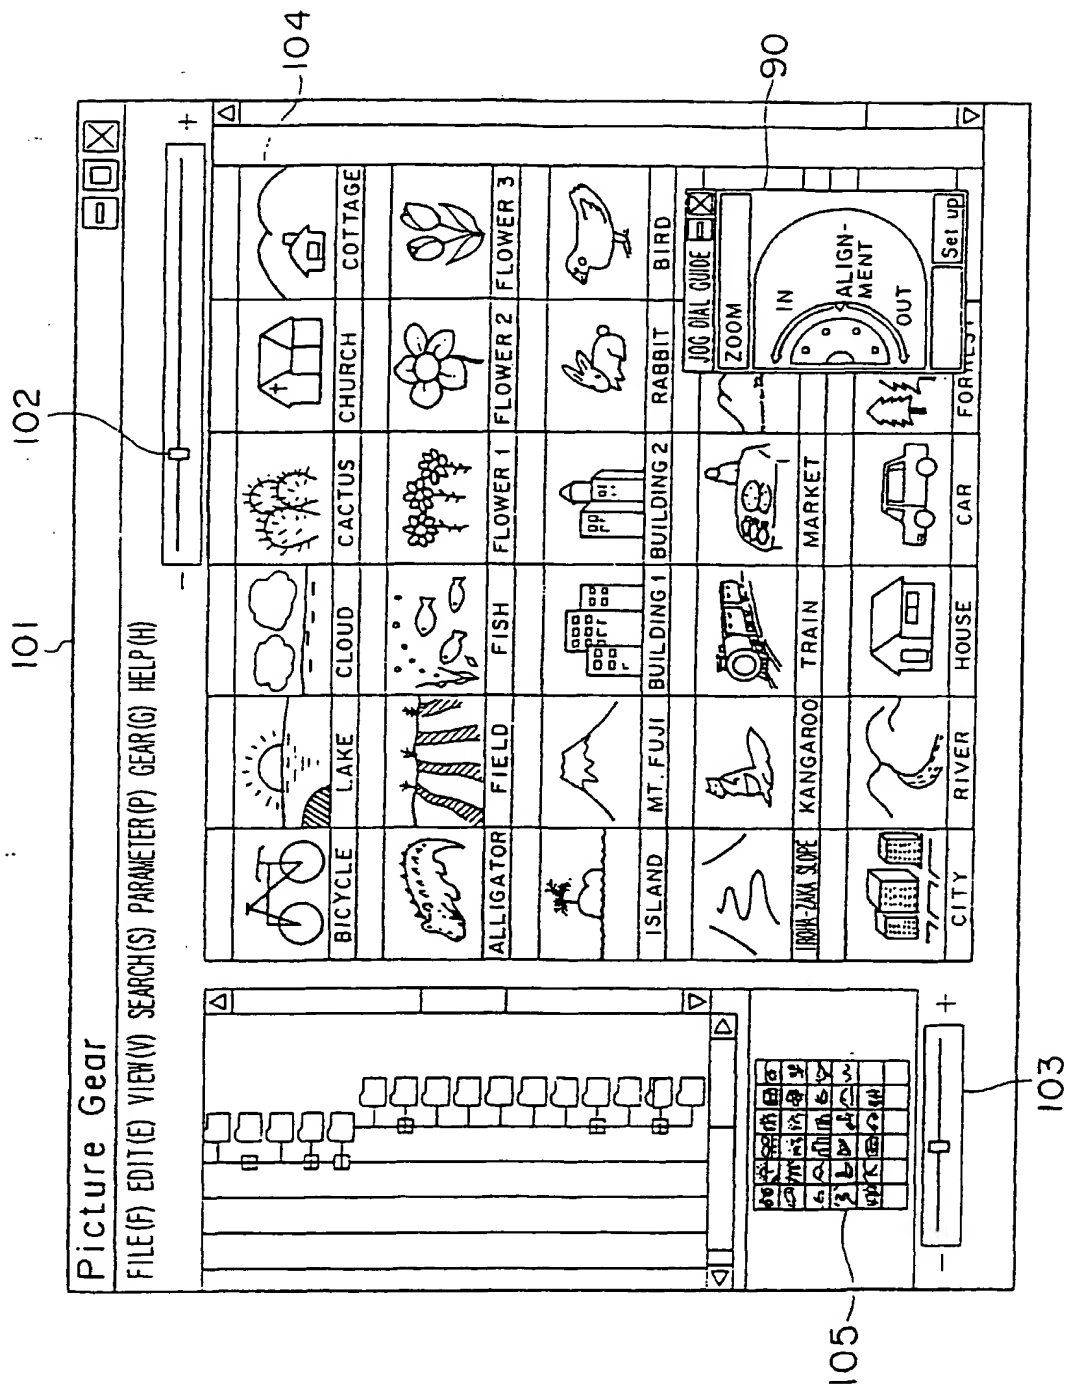 101
102
104
Picture Gear
FILE(F) EDIT(E) VIEW(V) SEARCH(S) PARAMETER(P) GEAR(G) HELP(H)
- +
BICYCLE LAKE CLOUD CACTUS CHURCH COTTAGE
ALLIGATOR FIELD FISH FLOWER 1 FLOWER 2 FLOWER 3
ISLAND MT. FUJI BUILDING 1 BUILDING 2 RABBIT BIRD
IROHA-ZAKA SLOPE KANGAROO TRAIN MARKET
CITY RIVER HOUSE CAR
JOG DIAL GUIDE
ZOOM
IN
ALIGN-
MENT
OUT
Set up
90
- +
105
103